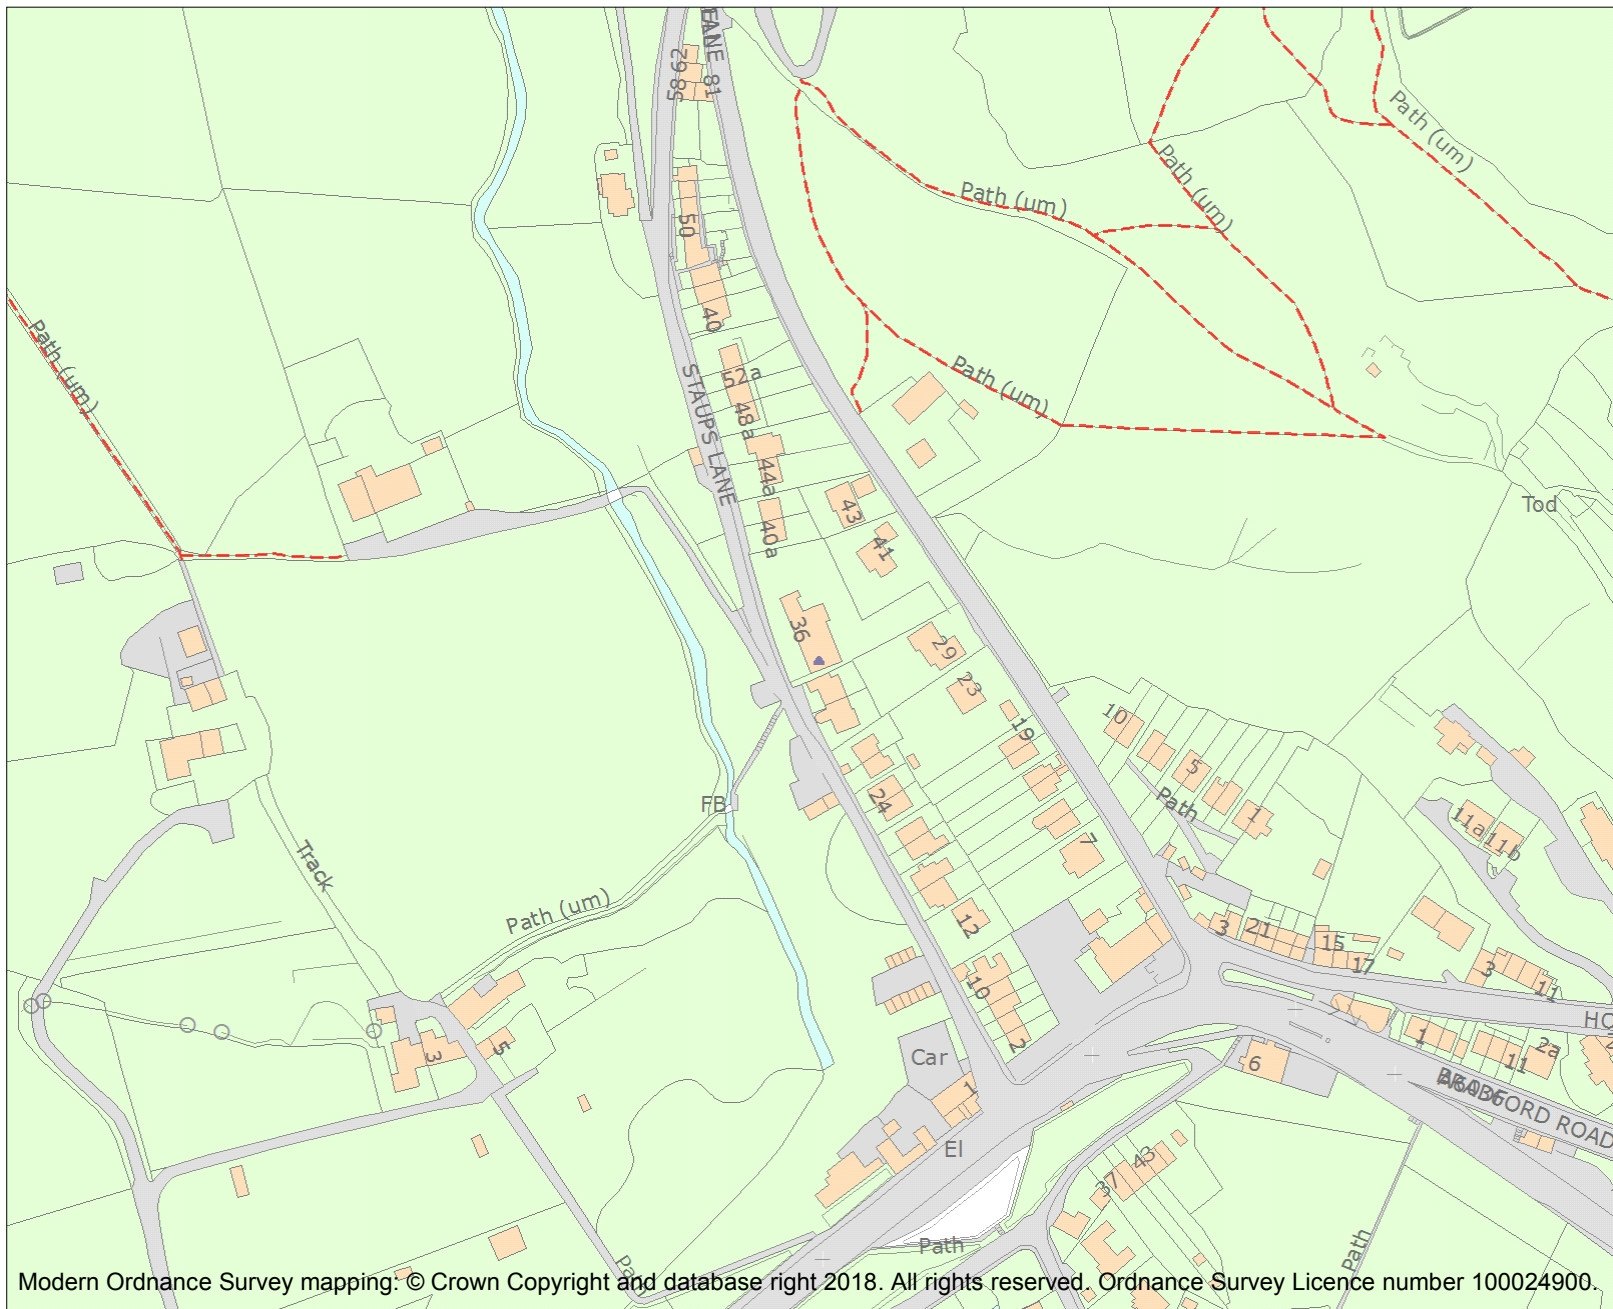 LANE 81
58 62
Path (um)
Path (um)
Path (um)
50
40
Path (um)
52a
Path (um)
48a
STAUPS LANE
44a
43
Tod
40a
41
36
29
23
10
19
5
24
Path
1
FB
11a
7
11b
Track
Path (um)
12
3
21
15
17
3
10
11
HO
3
5
2
Car
6
1
11
2a
1
BRADFORD ROAD
El
43
37
Path
Path
Path
Modern Ordnance Survey mapping: © Crown Copyright and database right 2018. All rights reserved. Ordnance Survey Licence number 100024900.